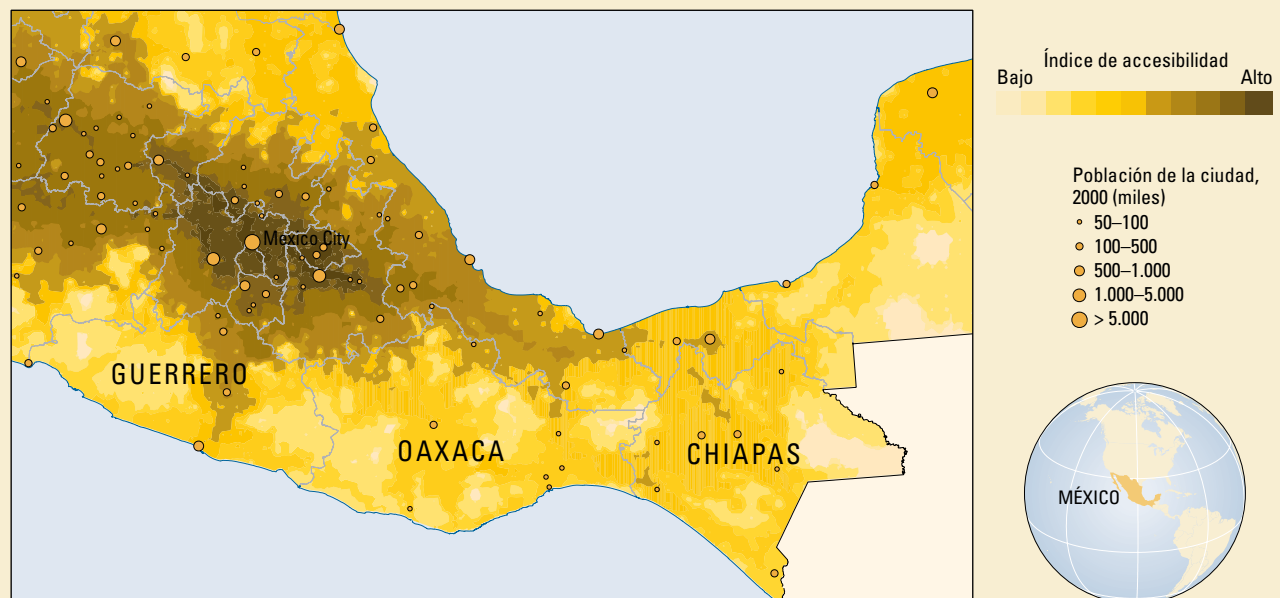 Mexico City
GUERRERO
OAXACA
CHIAPAS
Índice de accesibilidad
Bajo
Alto
Población de la ciudad,
2000 (miles)
50–100
100–500
500–1.000
1.000–5.000
> 5.000
MÉXICO